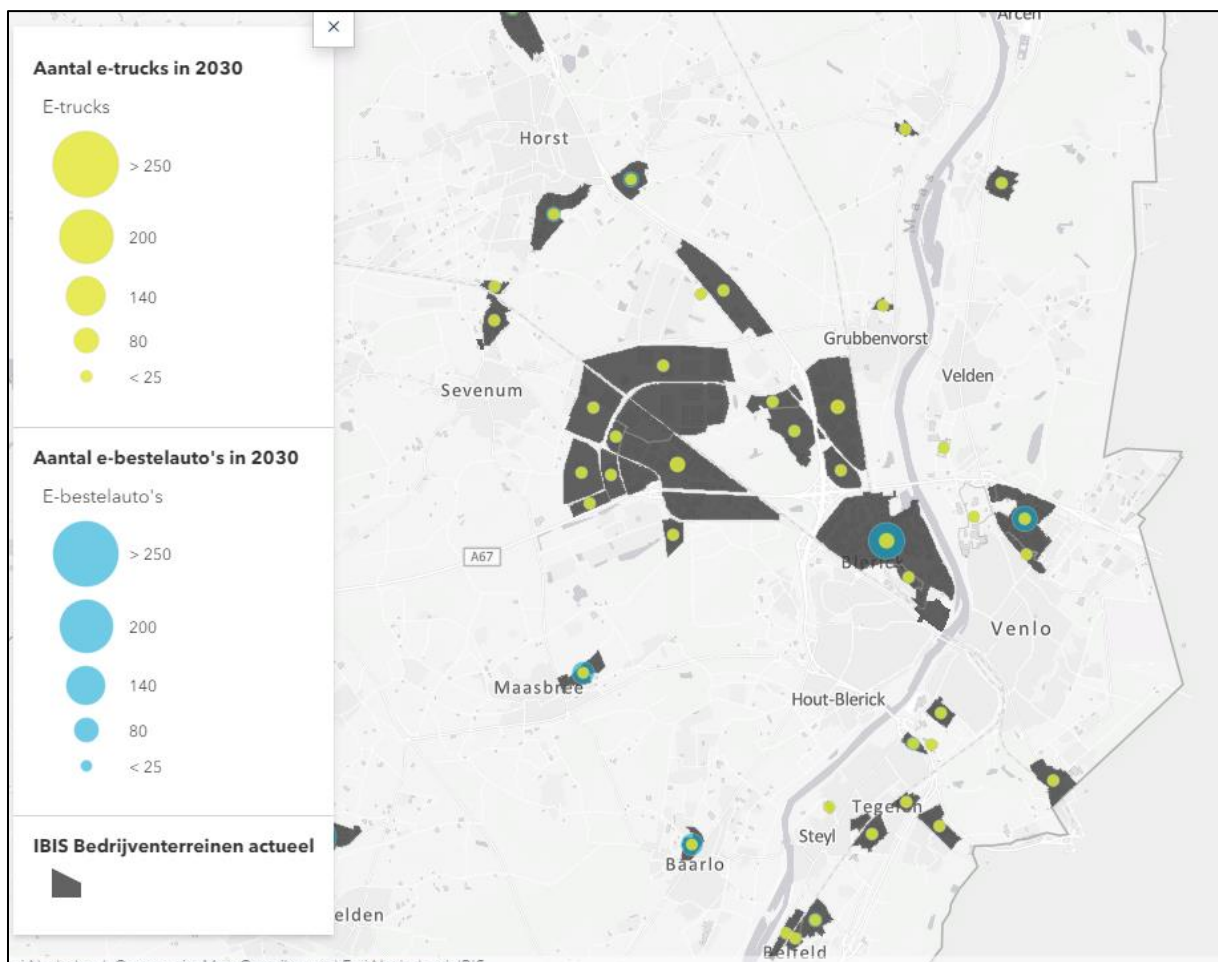 ×
Aantal e-trucks in 2030
E-trucks
> 250
200
140
80
< 25
Aantal e-bestelauto's in 2030
E-bestelauto's
> 250
200
140
80
< 25
IBIS Bedrijventerreinen actueel
Arcen
Horst
Maas
Grubbenvorst
Sevenum
Velden
A67
Blerick
Venlo
Maasbree
Hout-Blerick
Tegelen
Steyl
Baarlo
elden
Belfeld